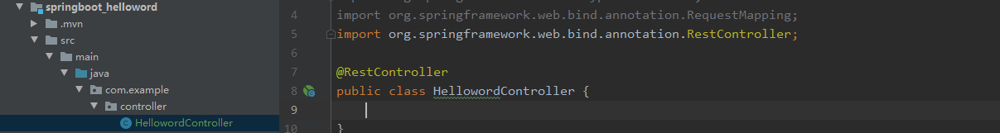 springboot_helloword
.mvn
src
main
java
com.example
controller
HellowordController
4 import org.springframework.web.bind.annotation.RequestMapping;
5 import org.springframework.web.bind.annotation.RestController;
6
7 @RestController
8 public class HellowordController {
9
10 }